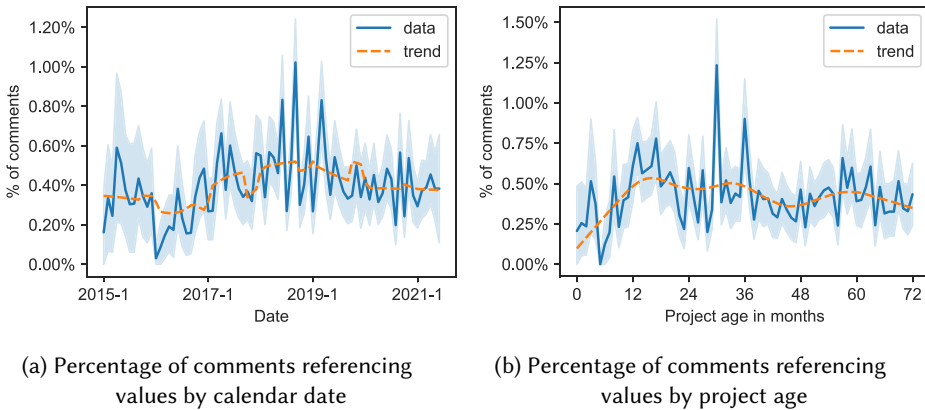 1.20%
1.00%
0.80%
0.60%
0.40%
0.20%
0.00%
% of comments
data
trend
2015-1
2017-1
2019-1
2021-1
Date
(a) Percentage of comments referencing
values by calendar date
1.50%
1.25%
1.00%
0.75%
0.50%
0.25%
0.00%
% of comments
data
trend
0
12
24
36
48
60
72
Project age in months
(b) Percentage of comments referencing
values by project age